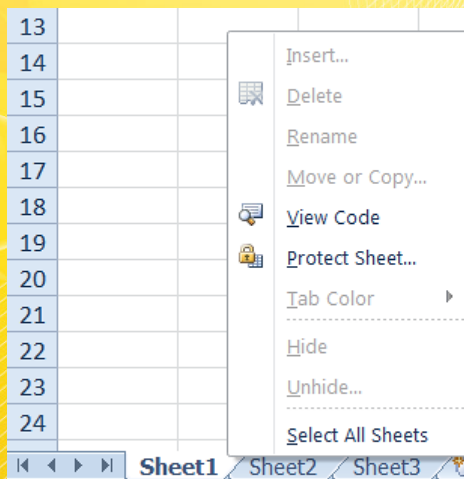 13
14
15
16
17
18
19
20
21
22
23
24
Insert...
Delete
Rename
Move or Copy...
View Code
Protect Sheet...
Tab Color
Hide
Unhide...
Select All Sheets
Sheet1 Sheet2 Sheet3